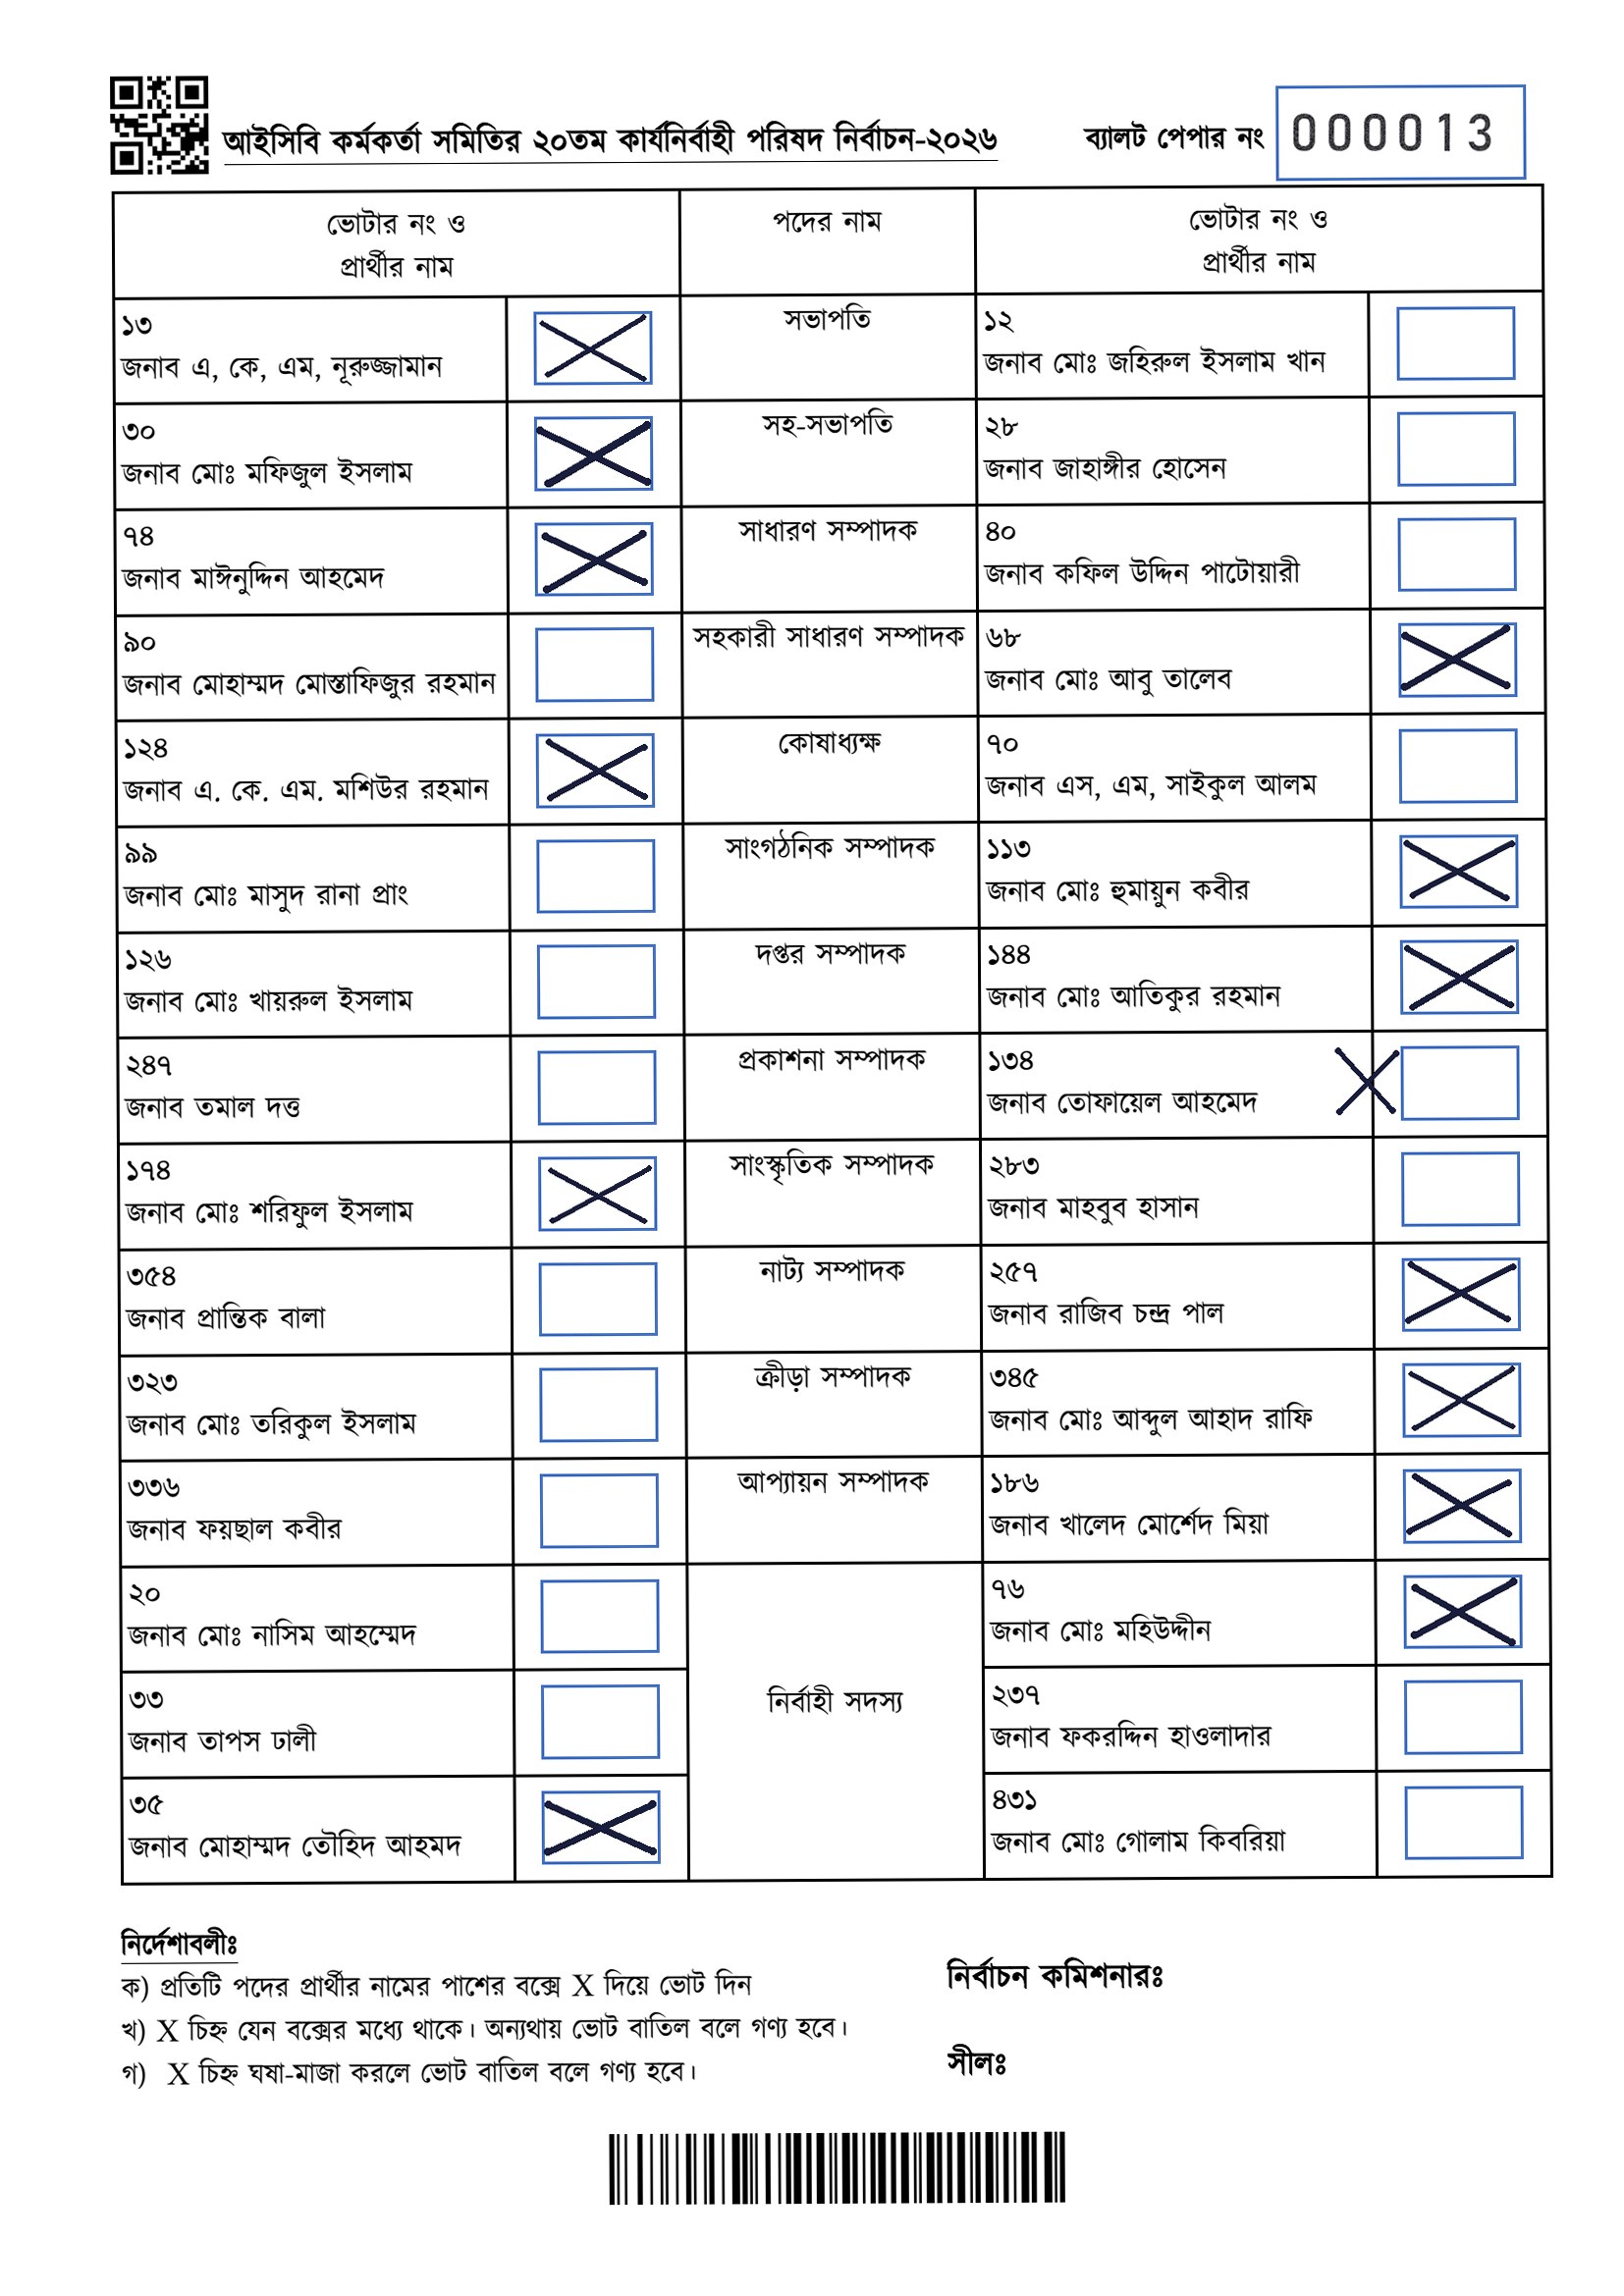 আইসিবি কর্মকর্তা সমিতির ২০তম কার্যনির্বাহী পরিষদ নির্বাচন-২০২৬ ব্যালট পেপার নং 000013
ভোটার নং ও
প্রার্থীর নাম
পদের নাম
ভোটার নং ও
প্রার্থীর নাম
১৩
জনাব এ, কে, এম, নূরুজ্জামান
সভাপতি
১২
জনাব মোঃ জহিরুল ইসলাম খান
৩০
জনাব মোঃ মফিজুল ইসলাম
সহ-সভাপতি
২৮
জনাব জাহাঙ্গীর হোসেন
৭৪
জনাব মাঈনুদ্দিন আহমেদ
সাধারণ সম্পাদক
৪০
জনাব কফিল উদ্দিন পাটোয়ারী
৯০
জনাব মোহাম্মদ মোস্তাফিজুর রহমান
সহকারী সাধারণ সম্পাদক
৬৮
জনাব মোঃ আবু তালেব
১২৪
জনাব এ. কে. এম. মশিউর রহমান
কোষাধ্যক্ষ
৭০
জনাব এস, এম, সাইকুল আলম
৯৯
জনাব মোঃ মাসুদ রানা প্রাং
সাংগঠনিক সম্পাদক
১১৩
জনাব মোঃ হুমায়ুন কবীর
১২৬
জনাব মোঃ খায়রুল ইসলাম
দপ্তর সম্পাদক
১৪৪
জনাব মোঃ আতিকুর রহমান
২৪৭
জনাব তমাল দত্ত
প্রকাশনা সম্পাদক
১৩৪
জনাব তোফায়েল আহমেদ
১৭৪
জনাব মোঃ শরিফুল ইসলাম
সাংস্কৃতিক সম্পাদক
২৮৩
জনাব মাহবুব হাসান
৩৫৪
জনাব প্রান্তিক বালা
নাট্য সম্পাদক
২৫৭
জনাব রাজিব চন্দ্র পাল
৩২৩
জনাব মোঃ তরিকুল ইসলাম
ক্রীড়া সম্পাদক
৩৪৫
জনাব মোঃ আব্দুল আহাদ রাফি
৩৩৬
জনাব ফয়ছাল কবীর
আপ্যায়ন সম্পাদক
১৮৬
জনাব খালেদ মোর্শেদ মিয়া
২০
জনাব মোঃ নাসিম আহম্মেদ
৭৬
জনাব মোঃ মহিউদ্দীন
৩৩
জনাব তাপস ঢালী
নির্বাহী সদস্য
২৩৭
জনাব ফকরদ্দিন হাওলাদার
৩৫
জনাব মোহাম্মদ তৌহিদ আহমদ
৪৩১
জনাব মোঃ গোলাম কিবরিয়া
নির্দেশাবলীঃ
ক) প্রতিটি পদের প্রার্থীর নামের পাশের বক্সে X দিয়ে ভোট দিন
খ) X চিহ্ন যেন বক্সের মধ্যে থাকে। অন্যথায় ভোট বাতিল বলে গণ্য হবে।
গ) X চিহ্ন ঘষা-মাজা করলে ভোট বাতিল বলে গণ্য হবে।
নির্বাচন কমিশনারঃ
সীলঃ